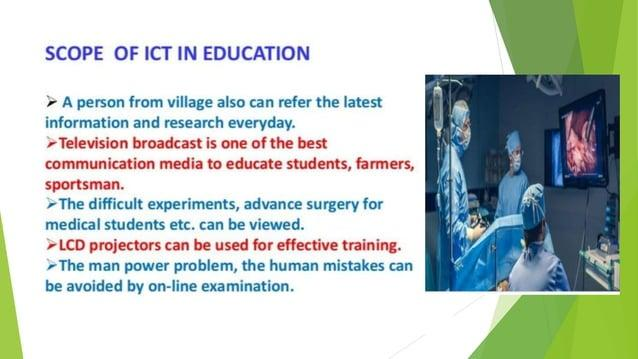 SCOPE OF ICT IN EDUCATION
➢ A person from village also can refer the latest
information and research everyday.
➢Television broadcast is one of the best
communication media to educate students, farmers,
sportsman.
➢The difficult experiments, advance surgery for
medical students etc. can be viewed.
➢LCD projectors can be used for effective training.
➢The man power problem, the human mistakes can
be avoided by on-line examination.